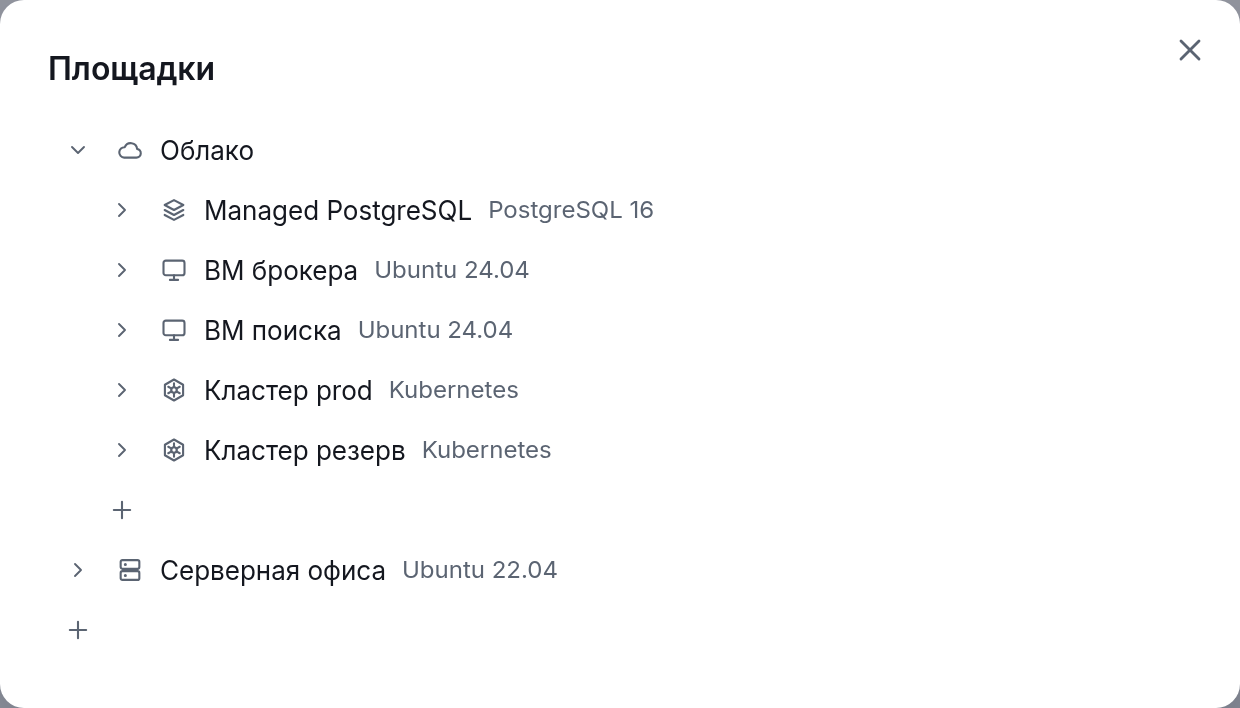 Площадки
Облако
Managed PostgreSQL PostgreSQL 16
ВМ брокера Ubuntu 24.04
ВМ поиска Ubuntu 24.04
Кластер prod Kubernetes
Кластер резерв Kubernetes
Серверная офиса Ubuntu 22.04